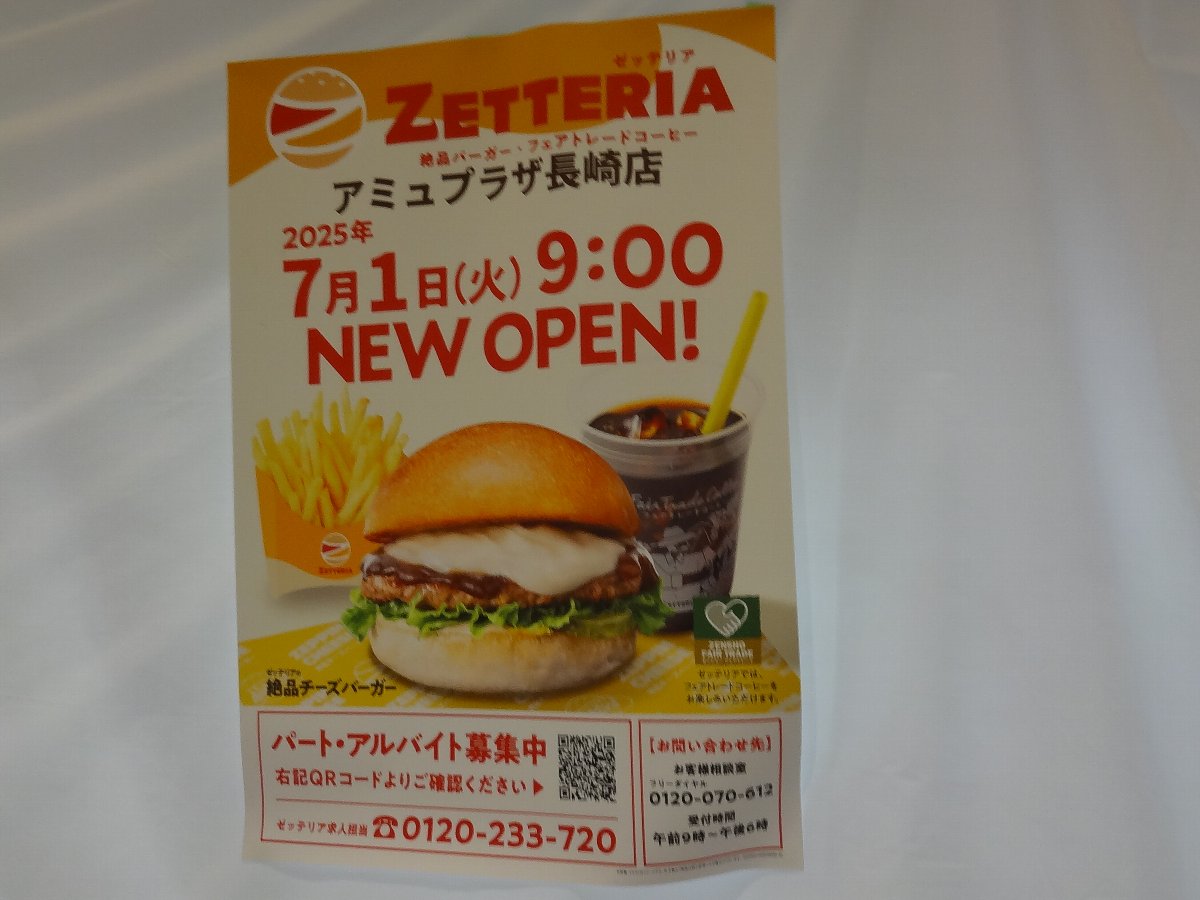 ゼッテリア
ZETTERIA
絶品バーガー・フェアトレードコーヒー
アミュプラザ長崎店
2025年
7月1日(火) 9:00
NEW OPEN!
Fair Trade Coffee
ZETTERIA
ZENSHO
FAIR TRADE
ゼッテリアでは、
フェアトレードコーヒーを
お楽しみいただけます。
ゼッテリアの
絶品チーズバーガー
パート・アルバイト募集中
右記QRコードよりご確認ください▶
ゼッテリア求人担当 ☎0120-233-720
【お問い合わせ先】
お客様相談室
フリーダイヤル
0120-070-612
受付時間
午前9時〜午後6時